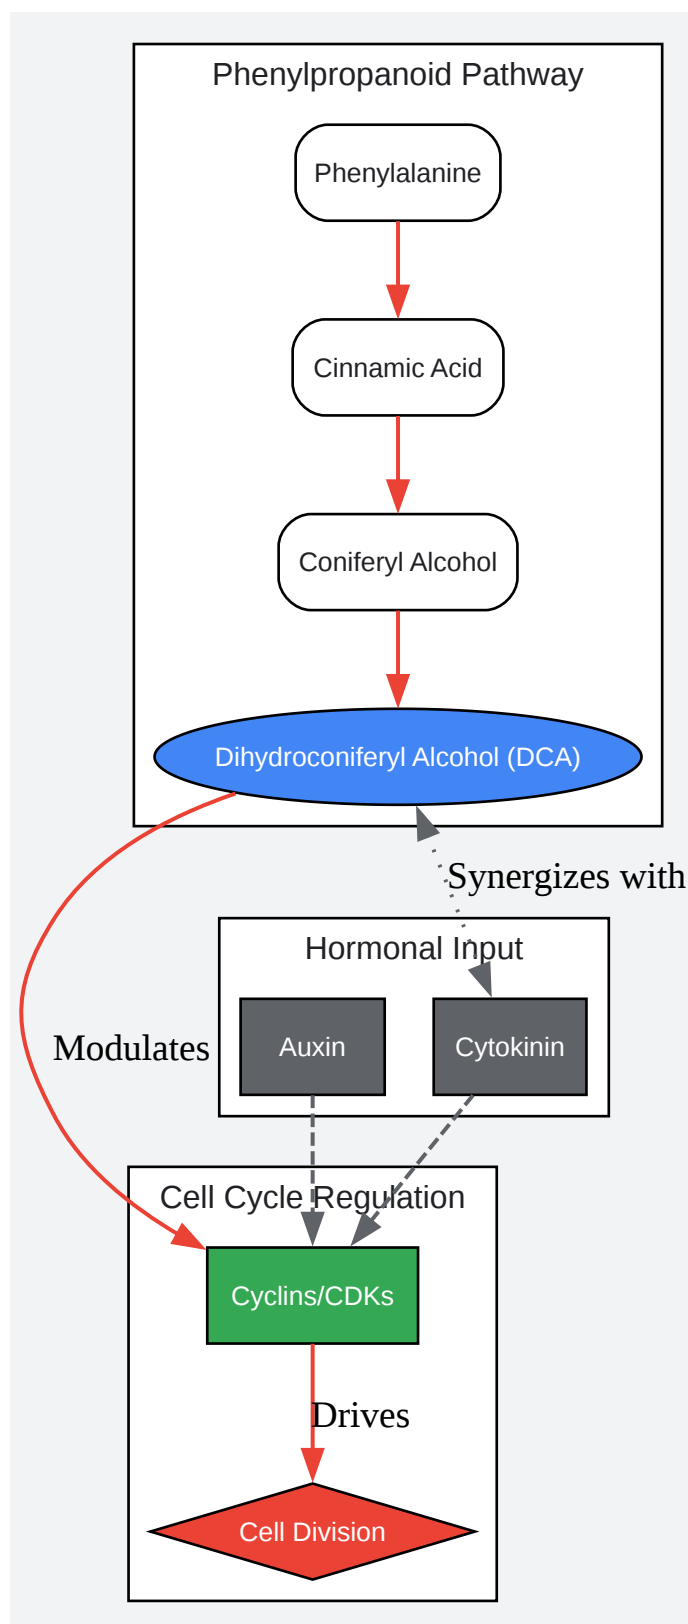 Phenylpropanoid Pathway
Phenylalanine
Cinnamic Acid
Coniferyl Alcohol
Dihydroconiferyl Alcohol (DCA)
Synergizes with
Hormonal Input
Auxin
Cytokinin
Modulates
Cell Cycle Regulation
Cyclins/CDKs
Drives
Cell Division